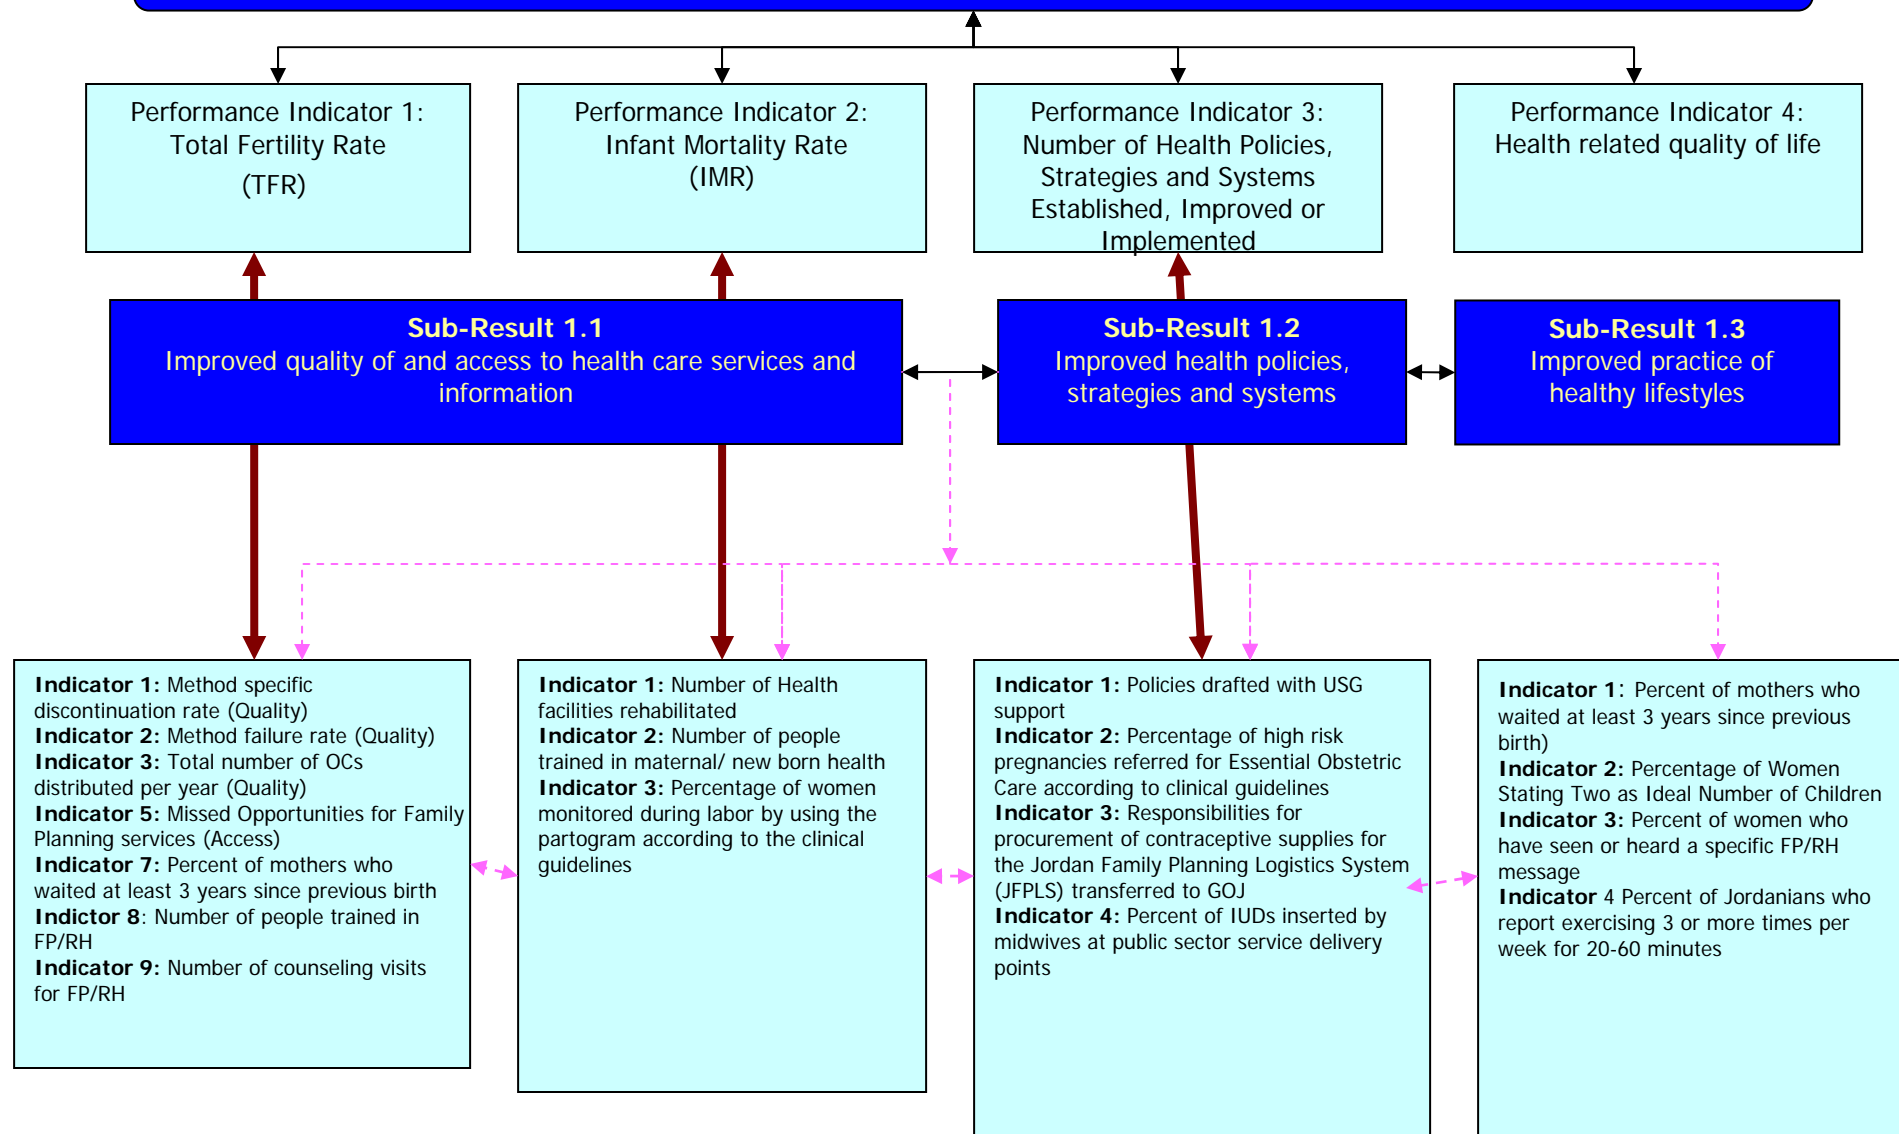 Performance Indicator 1:
Total Fertility Rate
(TFR)
Performance Indicator 2:
Infant Mortality Rate
(IMR)
Performance Indicator 3:
Number of Health Policies,
Strategies and Systems
Established, Improved or
Implemented
Performance Indicator 4:
Health related quality of life
Sub-Result 1.1
Improved quality of and access to health care services and
information
Sub-Result 1.2
Improved health policies,
strategies and systems
Sub-Result 1.3
Improved practice of
healthy lifestyles
Indicator 1: Method specific
discontinuation rate (Quality)
Indicator 2: Method failure rate (Quality)
Indicator 3: Total number of OCs
distributed per year (Quality)
Indicator 5: Missed Opportunities for Family
Planning services (Access)
Indicator 7: Percent of mothers who
waited at least 3 years since previous birth
Indictor 8: Number of people trained in
FP/RH
Indicator 9: Number of counseling visits
for FP/RH
Indicator 1: Number of Health
facilities rehabilitated
Indicator 2: Number of people
trained in maternal/ new born health
Indicator 3: Percentage of women
monitored during labor by using the
partogram according to the clinical
guidelines
Indicator 1: Policies drafted with USG
support
Indicator 2: Percentage of high risk
pregnancies referred for Essential Obstetric
Care according to clinical guidelines
Indicator 3: Responsibilities for
procurement of contraceptive supplies for
the Jordan Family Planning Logistics System
(JFPLS) transferred to GOJ
Indicator 4: Percent of IUDs inserted by
midwives at public sector service delivery
points
Indicator 1: Percent of mothers who
waited at least 3 years since previous
birth)
Indicator 2: Percentage of Women
Stating Two as Ideal Number of Children
Indicator 3: Percent of women who
have seen or heard a specific FP/RH
message
Indicator 4 Percent of Jordanians who
report exercising 3 or more times per
week for 20-60 minutes